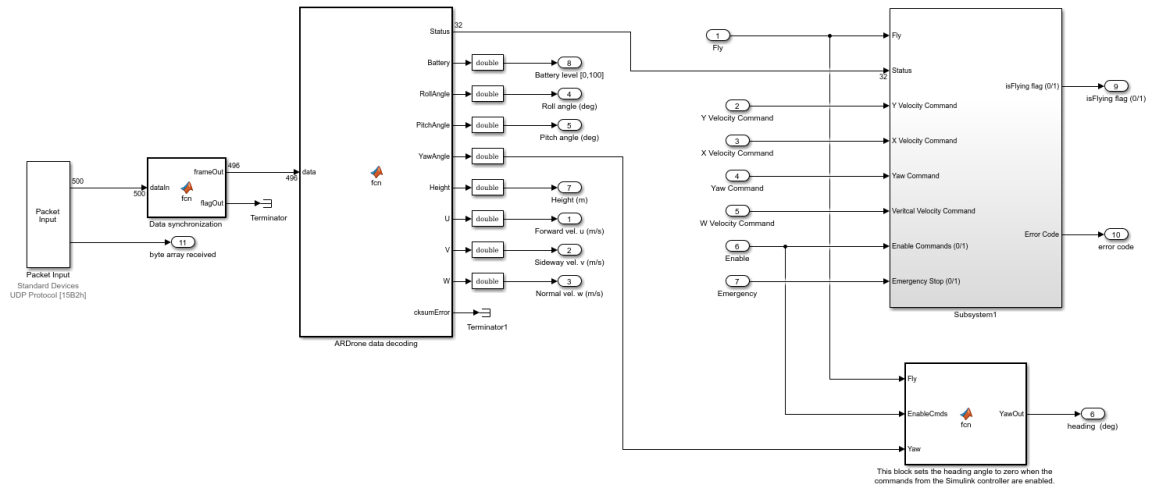 Packet
Input
Packet Input
Standard Devices
UDP Protocol [15B2h]
500
500
dataIn
fcn
frameOut
flagOut
Data synchronization
496
496
Terminator
11
byte array received
data
fcn
Status
Battery
RollAngle
PitchAngle
YawAngle
Height
U
V
W
cksumError
ARDrone data decoding
32
double
8
Battery level [0,100]
double
4
Roll angle (deg)
double
5
Pitch angle (deg)
double
double
7
Height (m)
double
1
Forward vel. u (m/s)
double
2
Sideway vel. v (m/s)
double
3
Normal vel. w (m/s)
Terminator1
1
Fly
2
Y Velocity Command
3
X Velocity Command
4
Yaw Command
5
W Velocity Command
6
Enable
7
Emergency
Fly
Status
32
Y Velocity Command
X Velocity Command
Yaw Command
Veritcal Velocity Command
Enable Commands (0/1)
Emergency Stop (0/1)
isFlying flag (0/1)
Error Code
Subsystem1
9
isFlying flag (0/1)
10
error code
Fly
EnableCmds
Yaw
fcn
YawOut
6
heading (deg)
This block sets the heading angle to zero when the
commands from the Simulink controller are enabled.